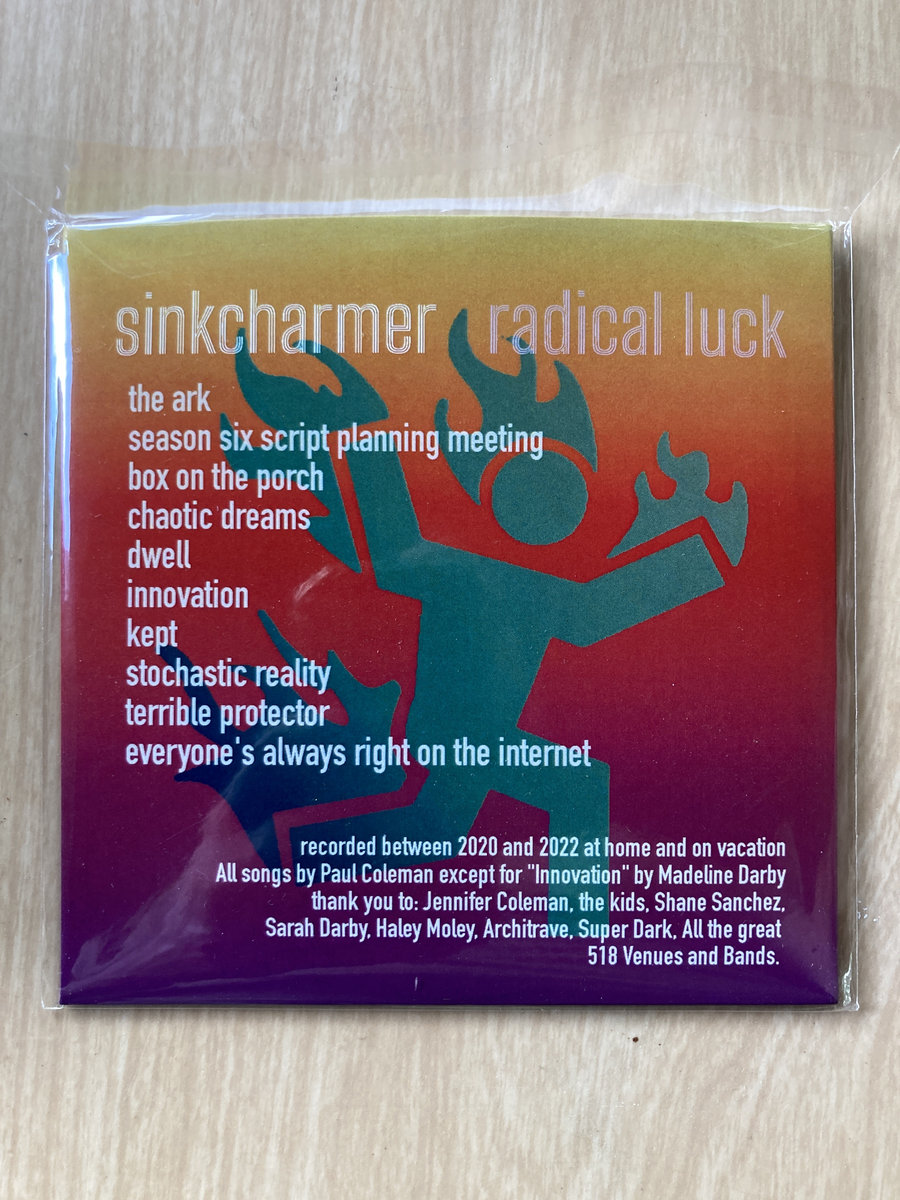 sinkcharmer radical luck
the ark
season six script planning meeting
box on the porch
chaotic dreams
dwell
innovation
kept
stochastic reality
terrible protector
everyone's always right on the internet
recorded between 2020 and 2022 at home and on vacation
All songs by Paul Coleman except for "Innovation" by Madeline Darby
thank you to: Jennifer Coleman, the kids, Shane Sanchez,
Sarah Darby, Haley Moley, Architrave, Super Dark, All the great
518 Venues and Bands.